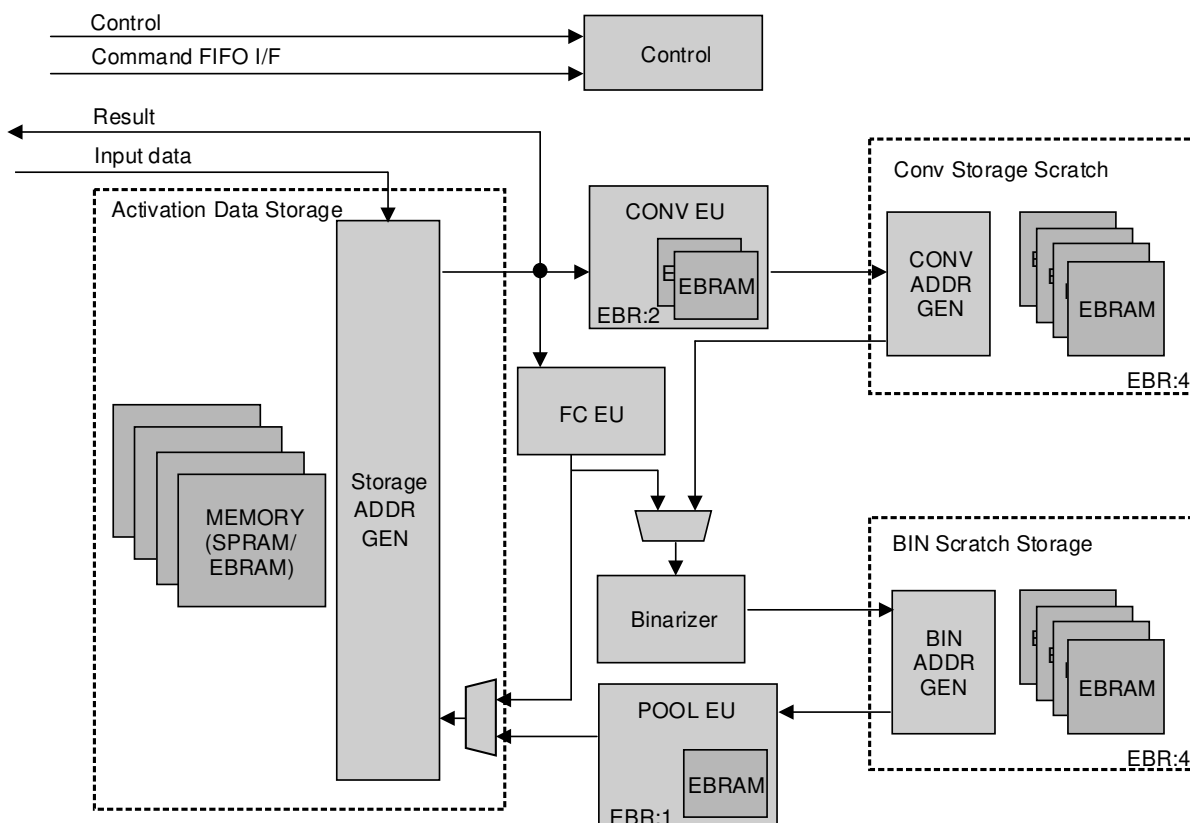 Control
Command FIFO I/F
Control
Result
Input data
Activation Data Storage
Storage
ADDR
GEN
MEMORY
(SPRAM/
EBRAM)
CONV EU
EBRAM
EBR:2
Conv Storage Scratch
CONV
ADDR
GEN
EBRAM
EBR:4
FC EU
Binarizer
BIN Scratch Storage
BIN
ADDR
GEN
EBRAM
EBR:4
POOL EU
EBRAM
EBR:1